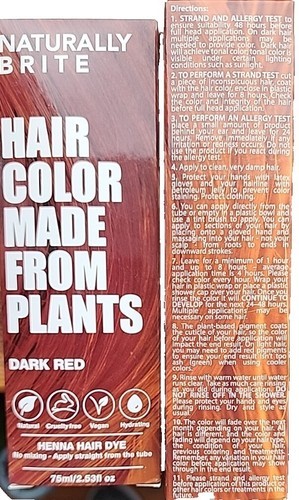 NATURALLY
BRITE
HAIR
COLOR
MADE
FROM
PLANTS
DARK RED
Natural
Cruelty free
Vegan
Hydrating
HENNA HAIR DYE
No mixing - Apply straight from the tube
75ml/2.53fl oz
Directions:
1. STRAND AND ALLERGY TEST to
ensure suitability 48 hours before
full head application. On dark hair
multiple applications may be
needed to provide color. Dark hair
will achieve tonal color tonal color is
visible under certain lighting
conditions such as sunlight.
2. TO PERFORM A STRAND TEST cut
a piece of inconspicuous hair, coat
with the hair color, enclose in plastic
wrap and leave for 8 hours. Check
the color and integrity of the hair
before full head application.
3. TO PERFORM AN ALLERGY TEST
place a small amount of product
behind your ear and leave for 24
hours. Remove immediately if any
irritation or redness occurs. Do not
use the product if you react during
the allergy test.
4. Apply to clean, very damp hair.
5. Protect your hands with latex
gloves and your hairline with
petroleum jelly to prevent color
staining. Protect clothing.
6. You can apply directly from the
tube or empty in a plastic bowl and
use a tint brush to apply. You can
apply to sections of your hair by
placing onto a gloved hand and
massaging into your hair not your
scalp from roots to ends in
downward strokes.
7. Leave for a minimum of 1 hour
and up to 8 hours - average
application time is 4 hours. Please
check color every hour. Wrap your
hair in plastic wrap or place a plastic
shower cap over your hair. Once you
rinse the color it will CONTINUE TO
DEVELOP for the next 24-48 hours.
Multiple applications may be
necessary on some hair.
8. The plant-based pigment coats
the cuticle of your hair, so the color
of your hair before application will
impact the end result. On light hair,
you may need to add red pigments
to ensure your end result isn't too
ash (green) when using cooler
colors.
9. Rinse with warm water until water
runs clear. Take as much care rinsing
as you did during application. DO
NOT RINSE OFF IN THE SHOWER.
Please protect your hands and eyes
during rinsing. Dry and style as
usual.
10. The color will fade over the next
month depending on your hair. All
hair is different, and your color and
fading will depend on your hair type,
the condition of your hair,
previous coloring and treatments.
Remember, any variation in your hair
color before application may show
through in the end result.
11. Please strand and allergy test
before application of this product or
other hair colors or treatments in the
future.